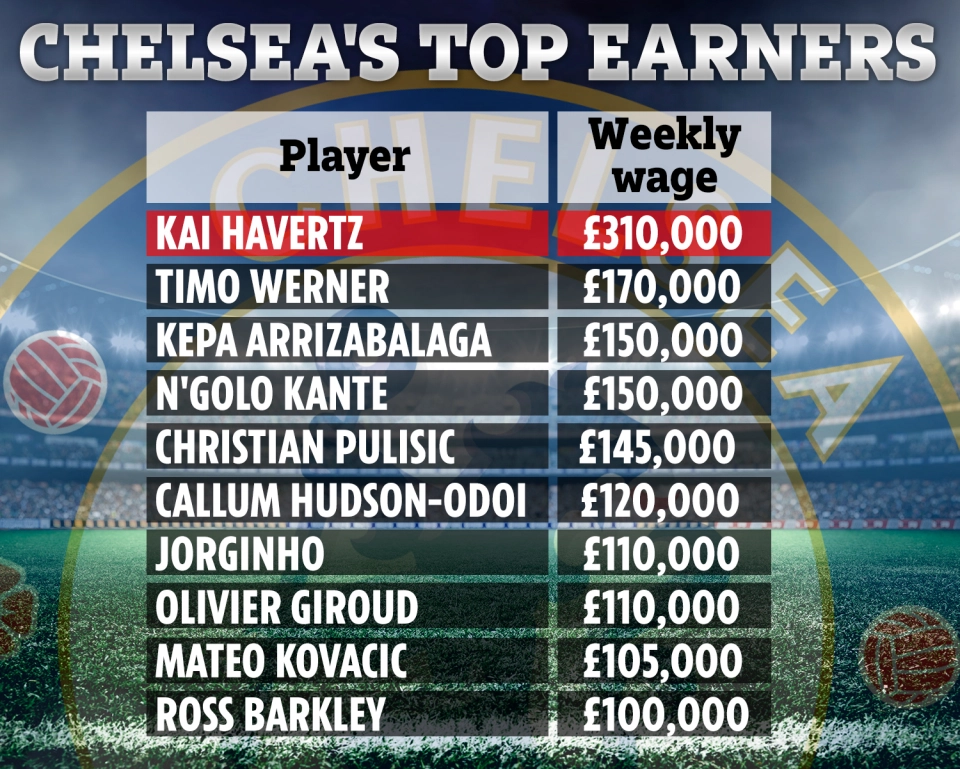 CHELSEA'S TOP EARNERS
CHELSEA
Player Weekly wage
KAI HAVERTZ £310,000
TIMO WERNER £170,000
KEPA ARRIZABALAGA £150,000
N'GOLO KANTE £150,000
CHRISTIAN PULISIC £145,000
CALLUM HUDSON-ODOI £120,000
JORGINHO £110,000
OLIVIER GIROUD £110,000
MATEO KOVACIC £105,000
ROSS BARKLEY £100,000